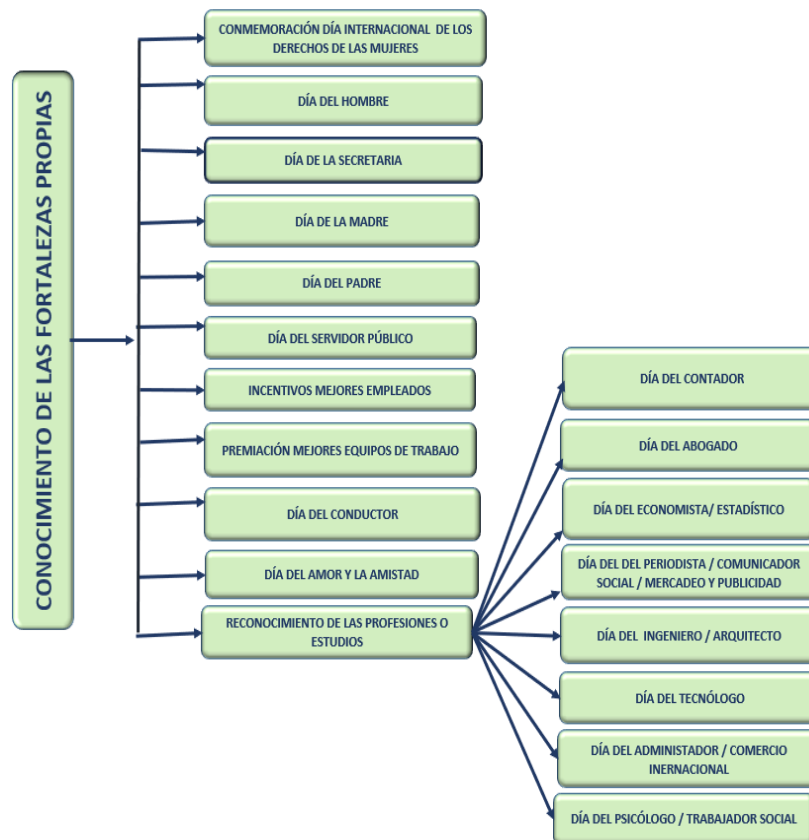 CONOCIMIENTO DE LAS FORTALEZAS PROPIAS
CONMEMORACIÓN DÍA INTERNACIONAL DE LOS
DERECHOS DE LAS MUJERES
DÍA DEL HOMBRE
DÍA DE LA SECRETARIA
DÍA DE LA MADRE
DÍA DEL PADRE
DÍA DEL SERVIDOR PÚBLICO
INCENTIVOS MEJORES EMPLEADOS
PREMIACIÓN MEJORES EQUIPOS DE TRABAJO
DÍA DEL CONDUCTOR
DÍA DEL AMOR Y LA AMISTAD
RECONOCIMIENTO DE LAS PROFESIONES O
ESTUDIOS
DÍA DEL CONTADOR
DÍA DEL ABOGADO
DÍA DEL ECONOMISTA/ ESTADÍSTICO
DÍA DEL DEL PERIODISTA / COMUNICADOR
SOCIAL / MERCADEO Y PUBLICIDAD
DÍA DEL INGENIERO / ARQUITECTO
DÍA DEL TECNÓLOGO
DÍA DEL ADMINISTADOR / COMERCIO
INERNACIONAL
DÍA DEL PSICÓLOGO / TRABAJADOR SOCIAL